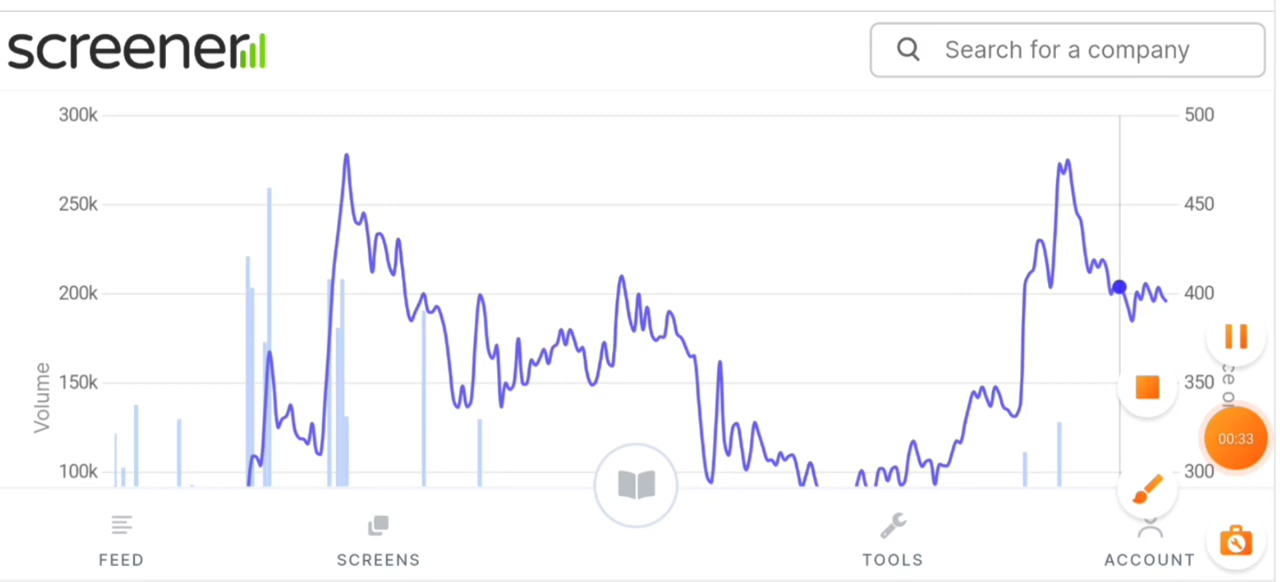 screener
Search for a company
300k
500
250k
450
200k
400
150k
350
100k
300
Volume
00:33
FEED
SCREENS
TOOLS
ACCOUNT